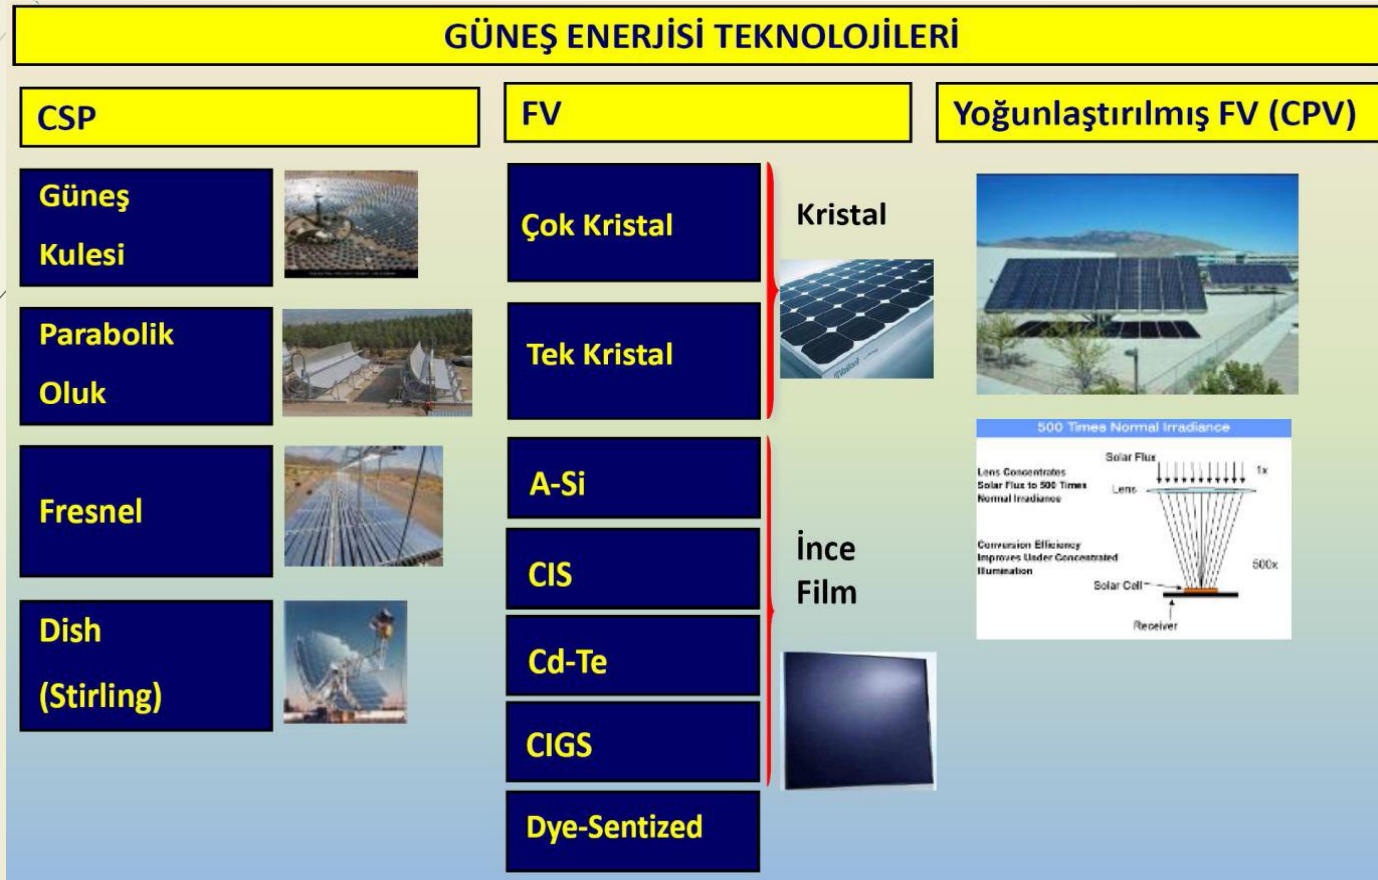 GÜNEŞ ENERJİSİ TEKNOLOJİLERİ
CSP
Güneş
Kulesi
Parabolik
Oluk
Fresnel
Dish
(Stirling)
FV
Çok Kristal
Tek Kristal
Kristal
A-Si
CIS
Cd-Te
CIGS
İnce
Film
Dye-Sentized
Yoğunlaştırılmış FV (CPV)
500 Times Normal Irradiance
Solar Flux
1x
Lens Concentrates
Solar Flux to 500 Times
Normal Irradiance
Lens
Conversion Efficiency
Improves Under Concentrated
Illumination
500x
Solar Cell
Receiver